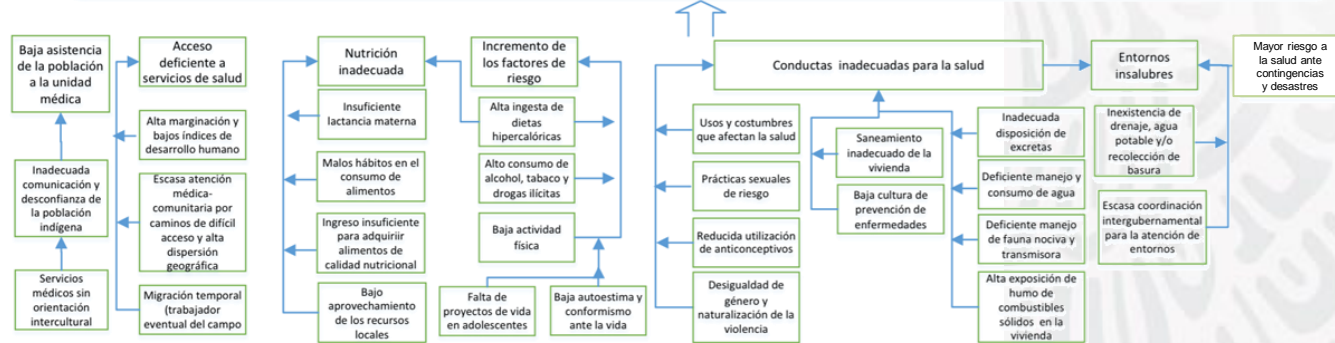 Baja asistencia
de la población
a la unidad
médica
Inadecuada
comunicación y
desconfianza de
la población
indígena
Servicios
médicos sin
orientación
intercultural
Acceso
deficiente a
servicios de salud
Alta marginación y
bajos índices de
desarrollo humano
Escasa atención
médica-
comunitaria por
caminos de difícil
acceso y alta
dispersión
geográfica
Migración temporal
(trabajador
eventual del campo
Nutrición
inadecuada
Insuficiente
lactancia materna
Malos hábitos en el
consumo de
alimentos
Ingreso insuficiente
para adquiriir
alimentos de
calidad nutricional
Bajo
aprovechamiento
de los recursos
locales
Incremento de
los factores de
riesgo
Alta ingesta de
dietas
hipercalóricas
Alto consumo de
alcohol, tabaco y
drogas ilícitas
Baja actividad
física
Falta de
proyectos de vida
en adolescentes
Baja autoestima y
conformismo
ante la vida
Conductas inadecuadas para la salud
Usos y costumbres
que afectan la salud
Prácticas sexuales
de riesgo
Reducida utilización
de anticonceptivos
Desigualdad de
género y
naturalización de la
violencia
Saneamiento
inadecuado de la
vivienda
Baja cultura de
prevención de
enfermedades
Inadecuada
disposición de
excretas
Deficiente manejo y
consumo de agua
Deficiente manejo
de fauna nociva y
transmisora
Alta exposición de
humo de
combustibles
sólidos en la
vivienda
Entornos
insalubres
Inexistencia de
drenaje, agua
potable y/o
recolección de
basura
Escasa coordinación
intergubernamental
para la atención de
entornos
Mayor riesgo a
la salud ante
contingencias
y desastres